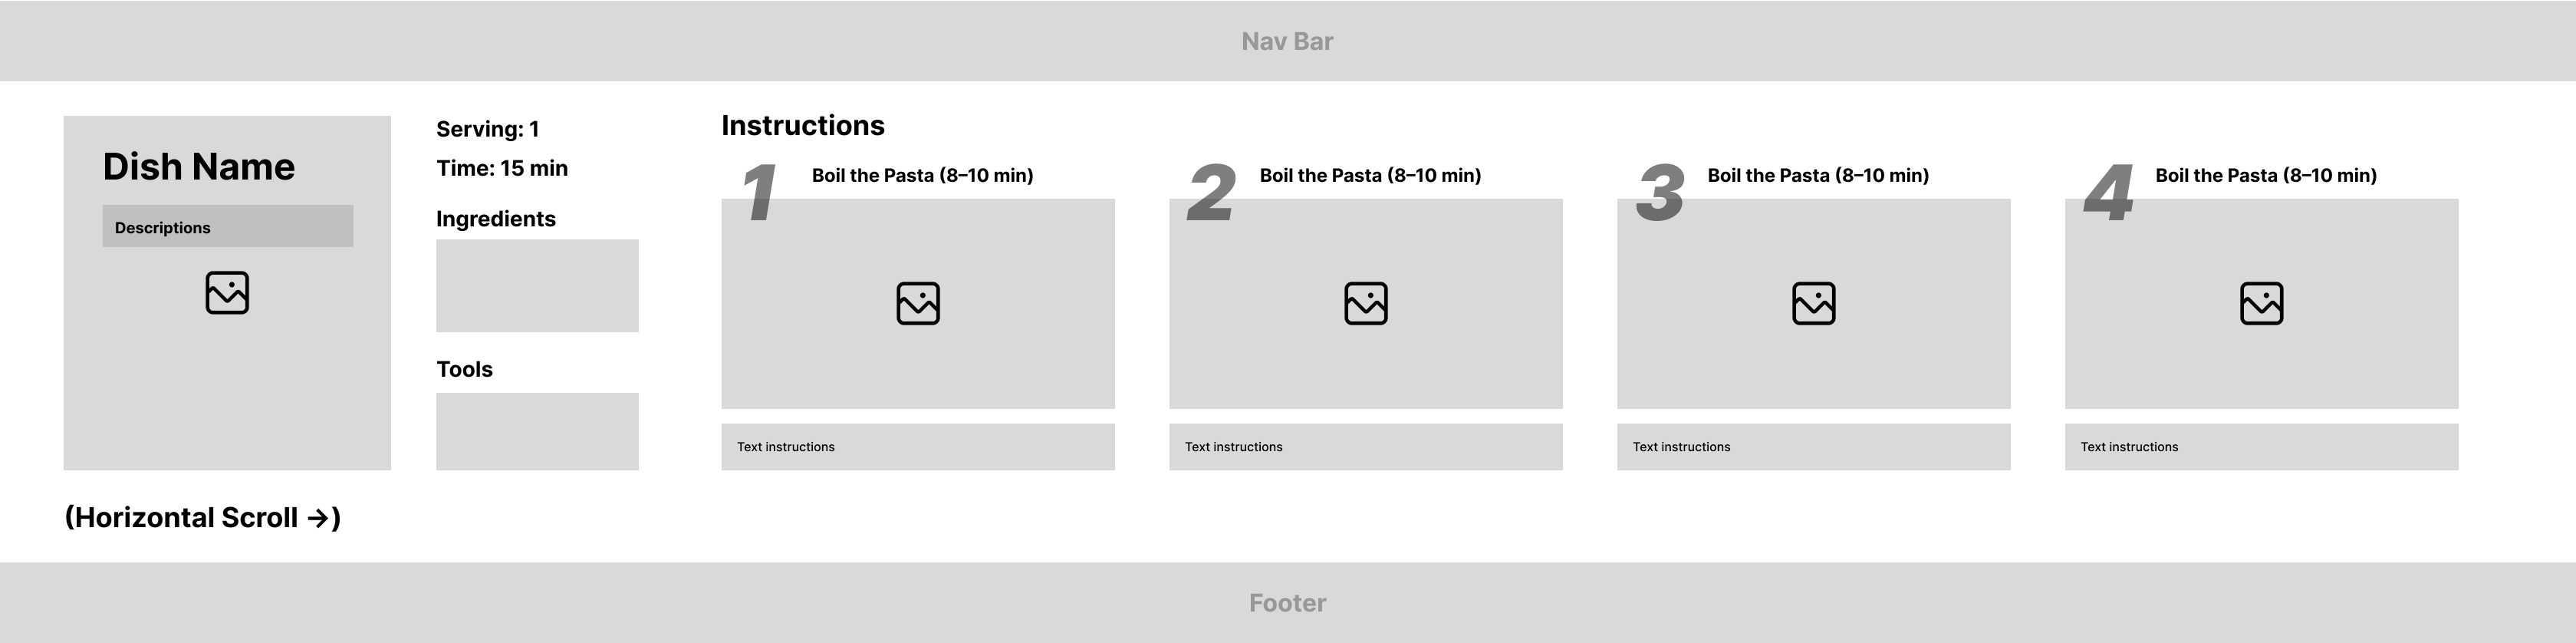 Nav Bar
Dish Name
Descriptions
(Horizontal Scroll →)
Serving: 1
Time: 15 min
Ingredients
Tools
Instructions
1
Boil the Pasta (8–10 min)
Text instructions
2
Boil the Pasta (8–10 min)
Text instructions
3
Boil the Pasta (8–10 min)
Text instructions
4
Boil the Pasta (8–10 min)
Text instructions
Footer